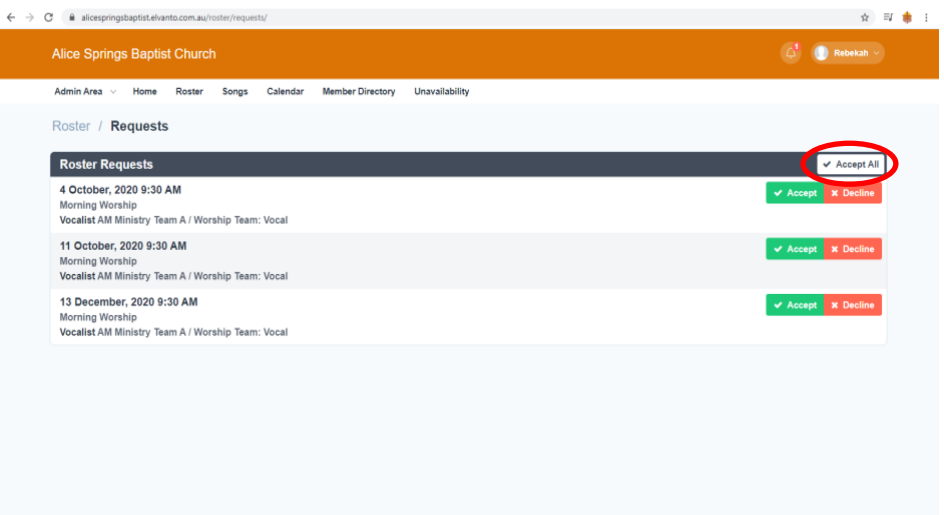 alicespringsbaptist.elvanto.com.au/roster/requests/
Alice Springs Baptist Church
1
Rebekah
Admin Area Home Roster Songs Calendar Member Directory Unavailability
Roster / Requests
Roster Requests
Accept All
4 October, 2020 9:30 AM
Accept Decline
Morning Worship
Vocalist AM Ministry Team A / Worship Team: Vocal
11 October, 2020 9:30 AM
Accept Decline
Morning Worship
Vocalist AM Ministry Team A / Worship Team: Vocal
13 December, 2020 9:30 AM
Accept Decline
Morning Worship
Vocalist AM Ministry Team A / Worship Team: Vocal